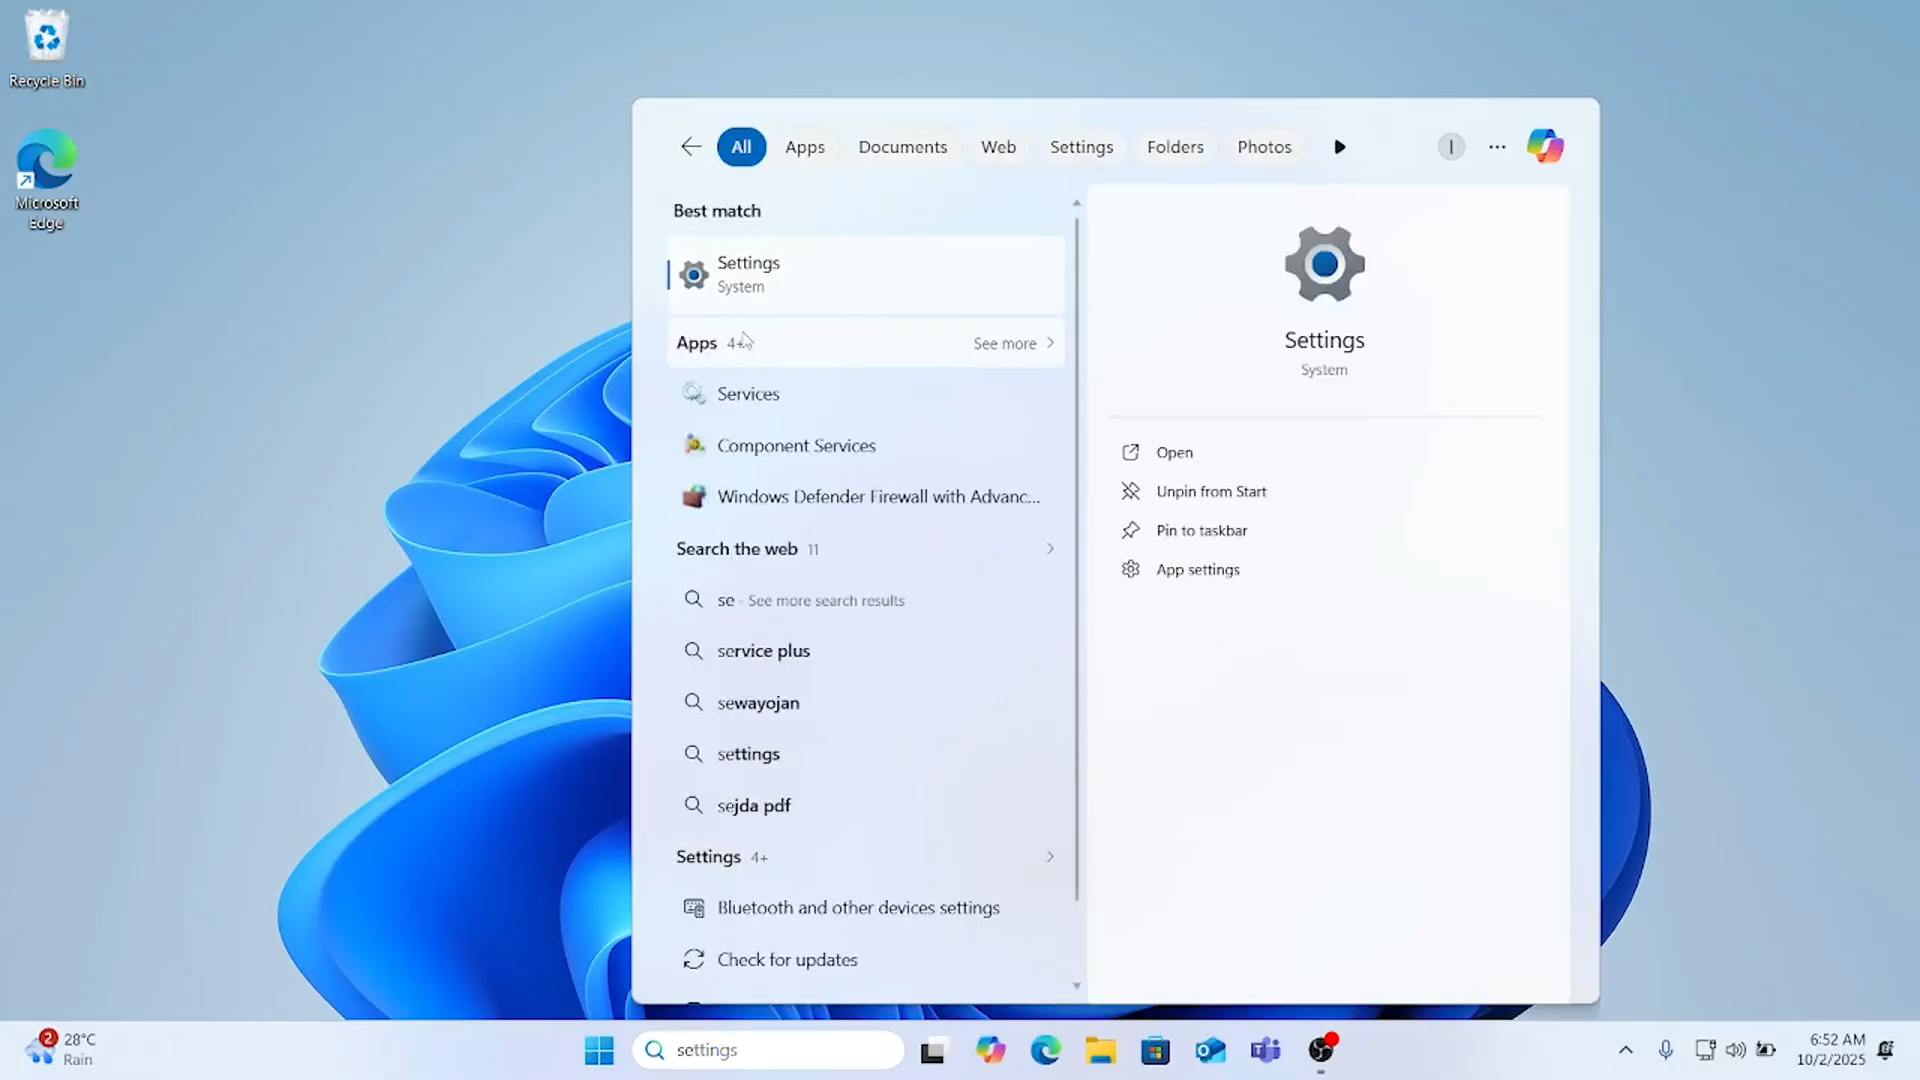 Recycle Bin
Microsoft
Edge
All
Apps
Documents
Web
Settings
Folders
Photos
I
Best match
Settings
System
Apps 4+
See more
Services
Component Services
Windows Defender Firewall with Advanc...
Search the web 11
se - See more search results
service plus
sewayojan
settings
sejda pdf
Settings 4+
Bluetooth and other devices settings
Check for updates
Settings
System
Open
Unpin from Start
Pin to taskbar
App settings
2
28°C
Rain
settings
6:52 AM
10/2/2025